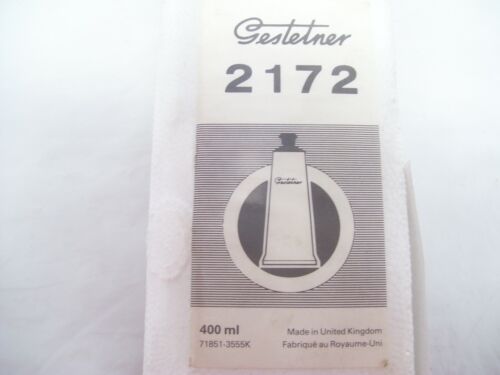 Gestetner
2172
Gestetner
400 ml
Made in United Kingdom
71851-3555K
Fabriqué au Royaume-Uni